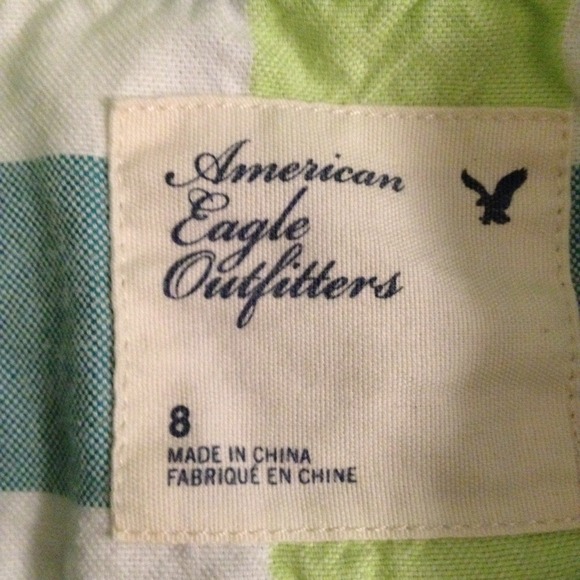 American
Eagle
Outfitters
8
MADE IN CHINA
FABRIQUÉ EN CHINE